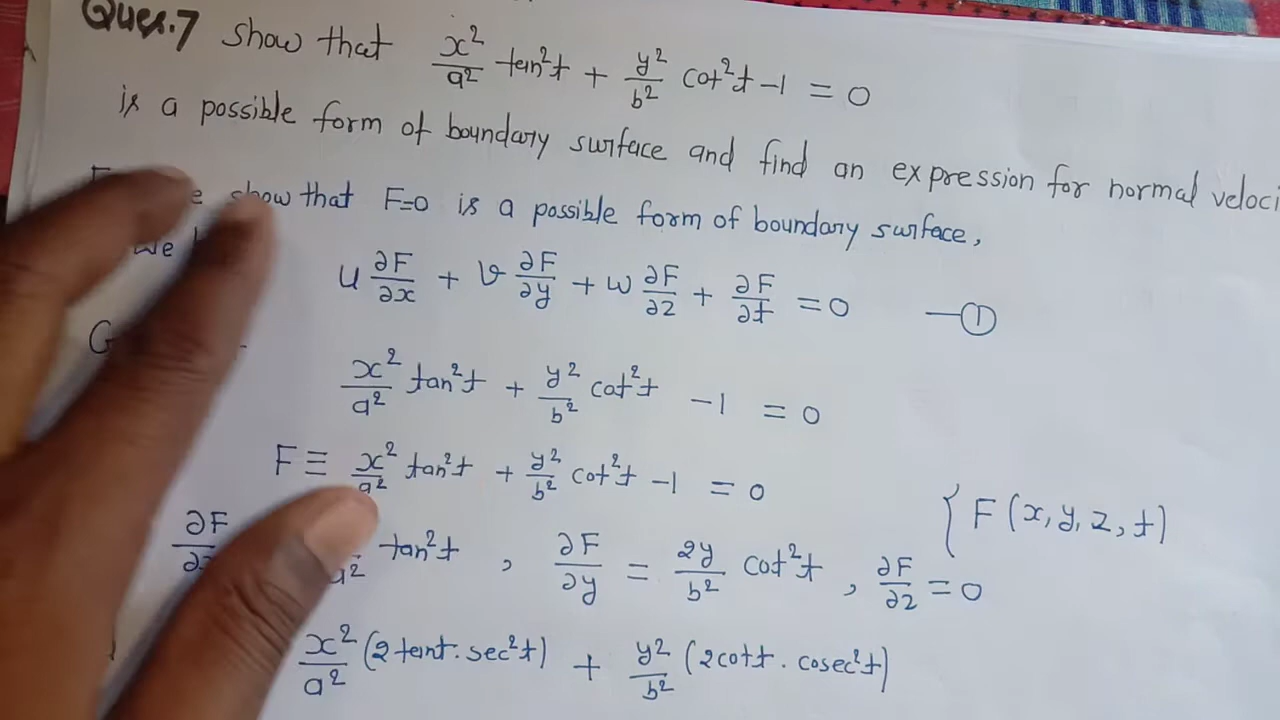 Ques.7 show that x²/a² tan²t + y²/b² cot²t - 1 = 0
is a possible form of boundary surface and find an expression for normal veloci
show that F=0 is a possible form of boundary surface,
we
u ∂F/∂x + v ∂F/∂y + w ∂F/∂z + ∂F/∂t = 0 —①
x²/a² tan²t + y²/b² cot²t - 1 = 0
F ≡ x²/a² tan²t + y²/b² cot²t - 1 = 0
{ F(x, y, z, t)
∂F tan²t , ∂F/∂y = 2y/b² cot²t , ∂F/∂z = 0
x²/a² (2 tant . sec²t) + y²/b² (2cott . cosec²t)